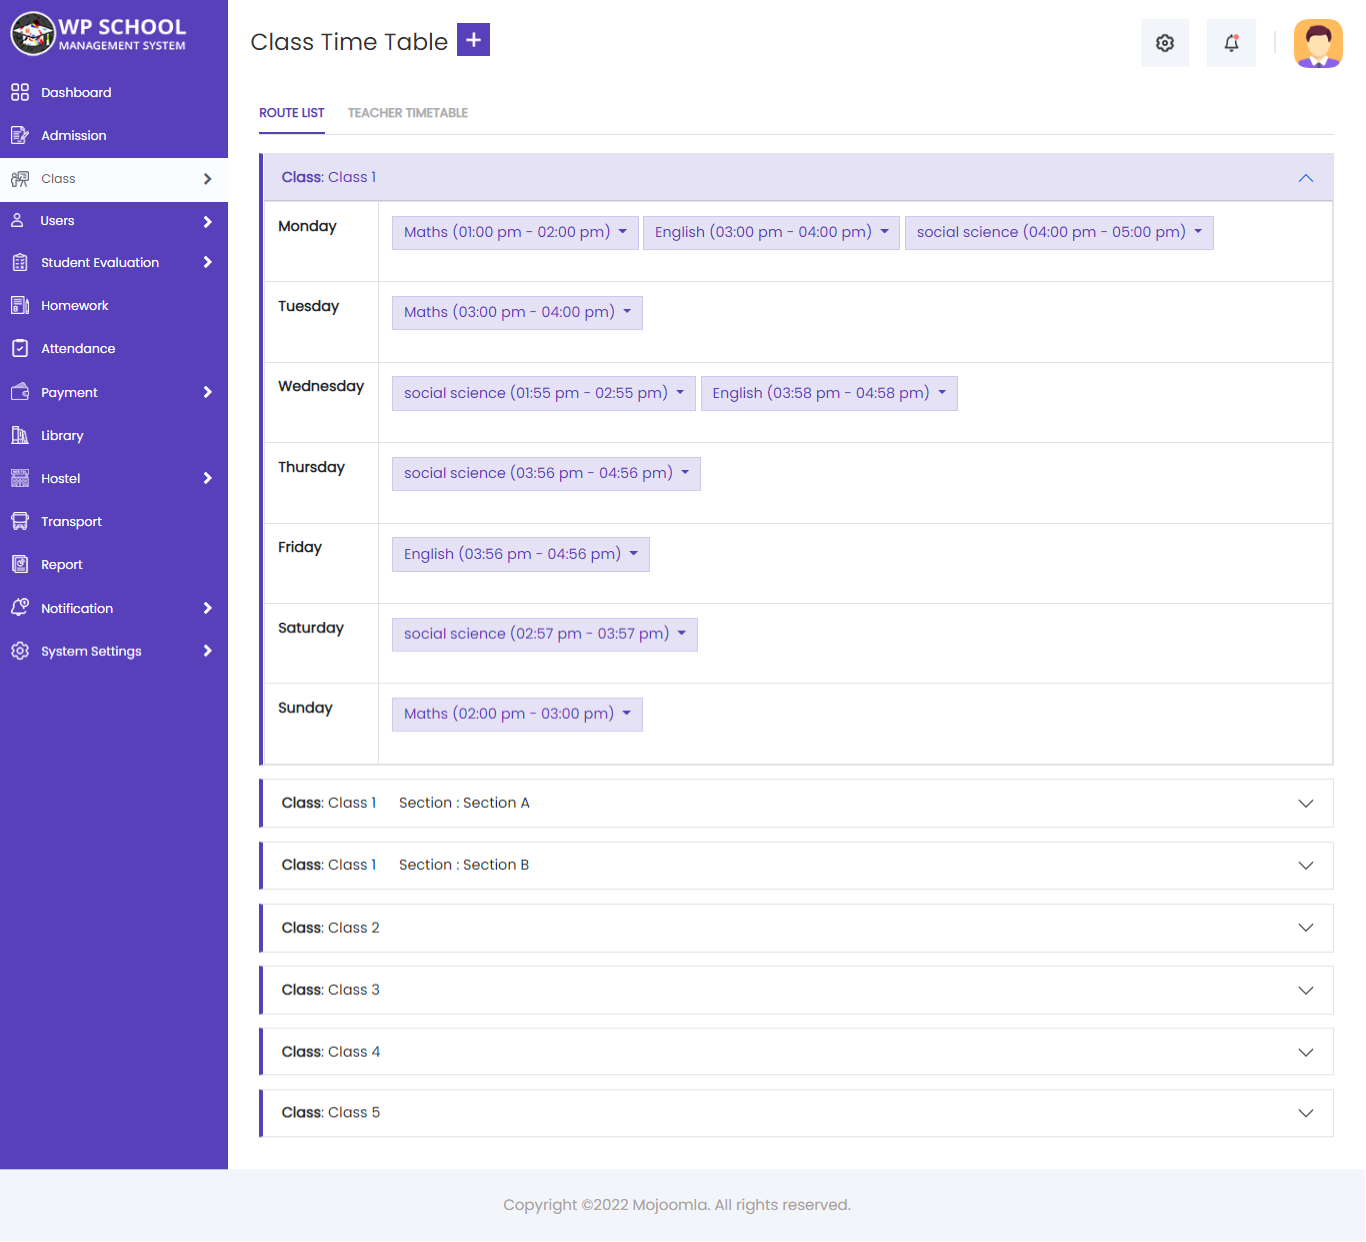 WP SCHOOL
MANAGEMENT SYSTEM
Class Time Table
Dashboard
Admission
Class
Users
Student Evaluation
Homework
Attendance
Payment
Library
Hostel
Transport
Report
Notification
System Settings
ROUTE LIST TEACHER TIMETABLE
Class: Class 1
Monday Maths (01:00 pm - 02:00 pm) English (03:00 pm - 04:00 pm) social science (04:00 pm - 05:00 pm)
Tuesday Maths (03:00 pm - 04:00 pm)
Wednesday social science (01:55 pm - 02:55 pm) English (03:58 pm - 04:58 pm)
Thursday social science (03:56 pm - 04:56 pm)
Friday English (03:56 pm - 04:56 pm)
Saturday social science (02:57 pm - 03:57 pm)
Sunday Maths (02:00 pm - 03:00 pm)
Class: Class 1 Section : Section A
Class: Class 1 Section : Section B
Class: Class 2
Class: Class 3
Class: Class 4
Class: Class 5
Copyright ©2022 Mojoomla. All rights reserved.